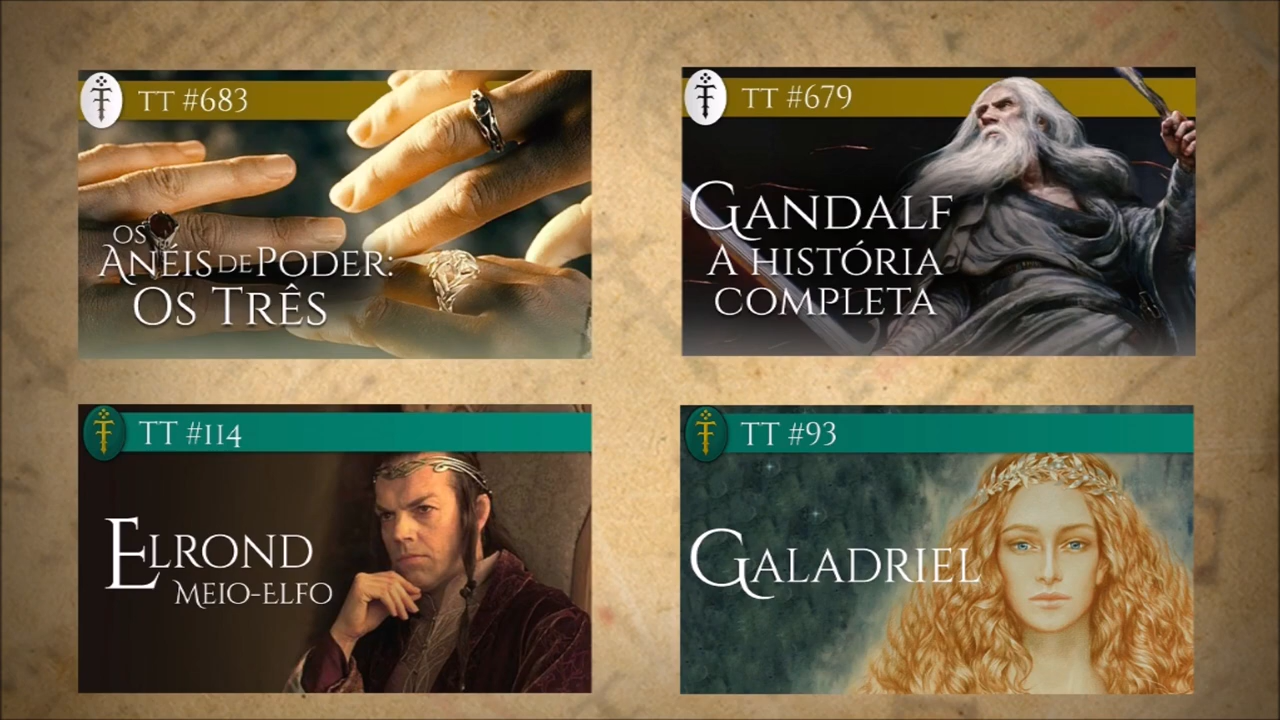 TT #683
OS
ANÉIS DE PODER:
OS TRÊS
TT #679
GANDALF
A HISTÓRIA
COMPLETA
TT #114
ELROND
MEIO-ELFO
TT #93
GALADRIEL